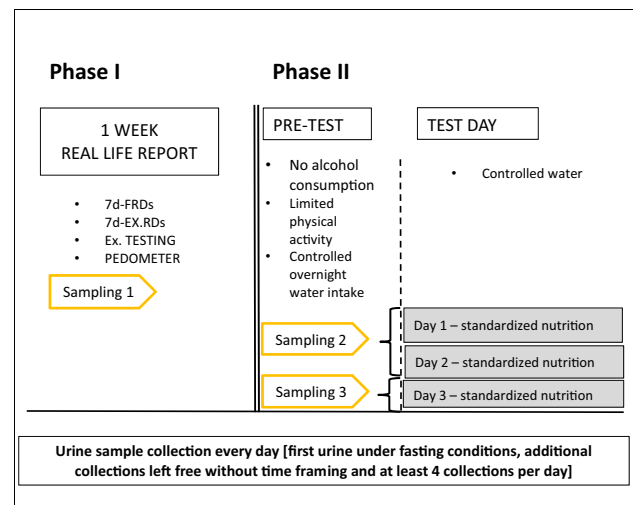 Phase I
Phase II
1 WEEK
REAL LIFE REPORT
PRE-TEST
TEST DAY
• 7d-FRDs
• 7d-EX.RDs
• Ex. TESTING
• PEDOMETER
Sampling 1
• No alcohol
consumption
• Limited
physical
activity
• Controlled
overnight
water intake
• Controlled water
Sampling 2
Sampling 3
Day 1 – standardized nutrition
Day 2 – standardized nutrition
Day 3 – standardized nutrition
Urine sample collection every day [first urine under fasting conditions, additional
collections left free without time framing and at least 4 collections per day]